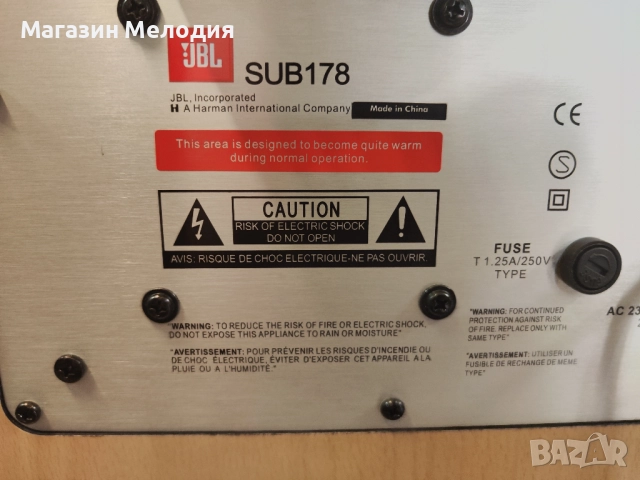 Магазин Мелодия
JBL
SUB178
JBL, Incorporated
H A Harman International Company
Made in China
This area is designed to become quite warm
during normal operation.
CAUTION
RISK OF ELECTRIC SHOCK
DO NOT OPEN
AVIS: RISQUE DE CHOC ELECTRIQUE-NE PAS OUVRIR.
CE
S
FUSE
T 1.25A/250V
TYPE
AC 23
"WARNING: TO REDUCE THE RISK OF FIRE OR ELECTRIC SHOCK,
DO NOT EXPOSE THIS APPLIANCE TO RAIN OR MOISTURE"
"AVERTISSEMENT: POUR PRÉVENIR LES RISQUES D'INCENDIE OU
DE CHOC ÉLECTRIQUE, ÉVITER D'EXPOSER CET APPAREIL A LA
PLUIE OU A L'HUMIDITÉ."
"WARNING: FOR CONTINUED
PROTECTION AGAINST RISK
OF FIRE. REPLACE ONLY WITH
SAME TYPE"
"AVERTISSEMENT: UTILISER UN
FUSIBLE DE RECHANGE DE MEME
TYPE"
BAZAR